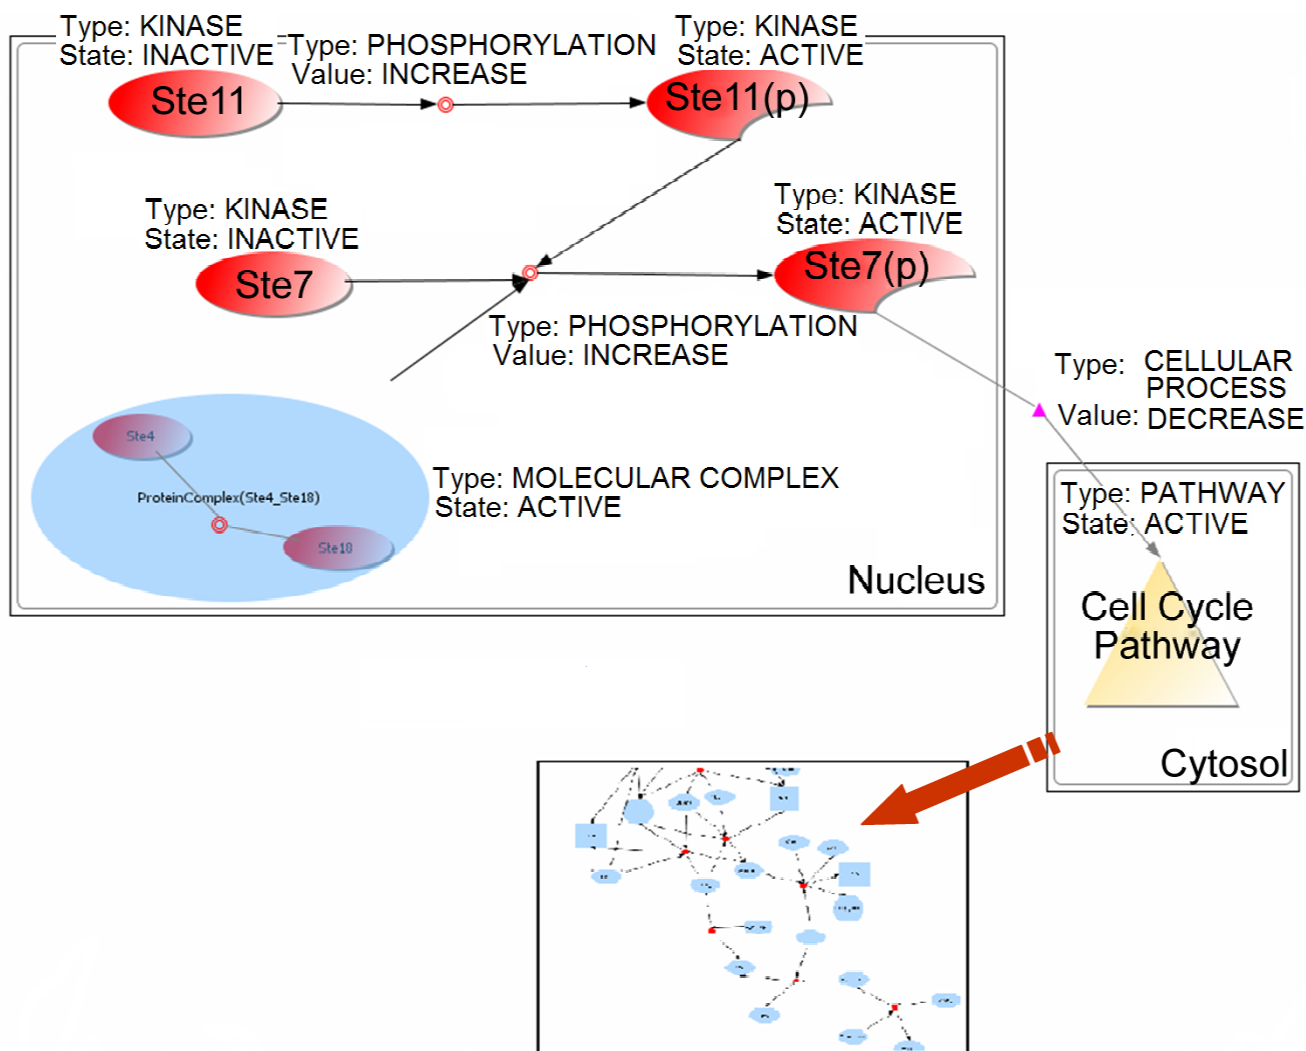 Type: KINASE
State: INACTIVE
Type: PHOSPHORYLATION
Value: INCREASE
Type: KINASE
State: ACTIVE
Ste11
Ste11(p)
Type: KINASE
State: INACTIVE
Type: KINASE
State: ACTIVE
Ste7
Ste7(p)
Type: PHOSPHORYLATION
Value: INCREASE
Type: CELLULAR
PROCESS
Value: DECREASE
Ste4
ProteinComplex(Ste4_Ste18)
Ste18
Type: MOLECULAR COMPLEX
State: ACTIVE
Nucleus
Type: PATHWAY
State: ACTIVE
Cell Cycle
Pathway
Cytosol